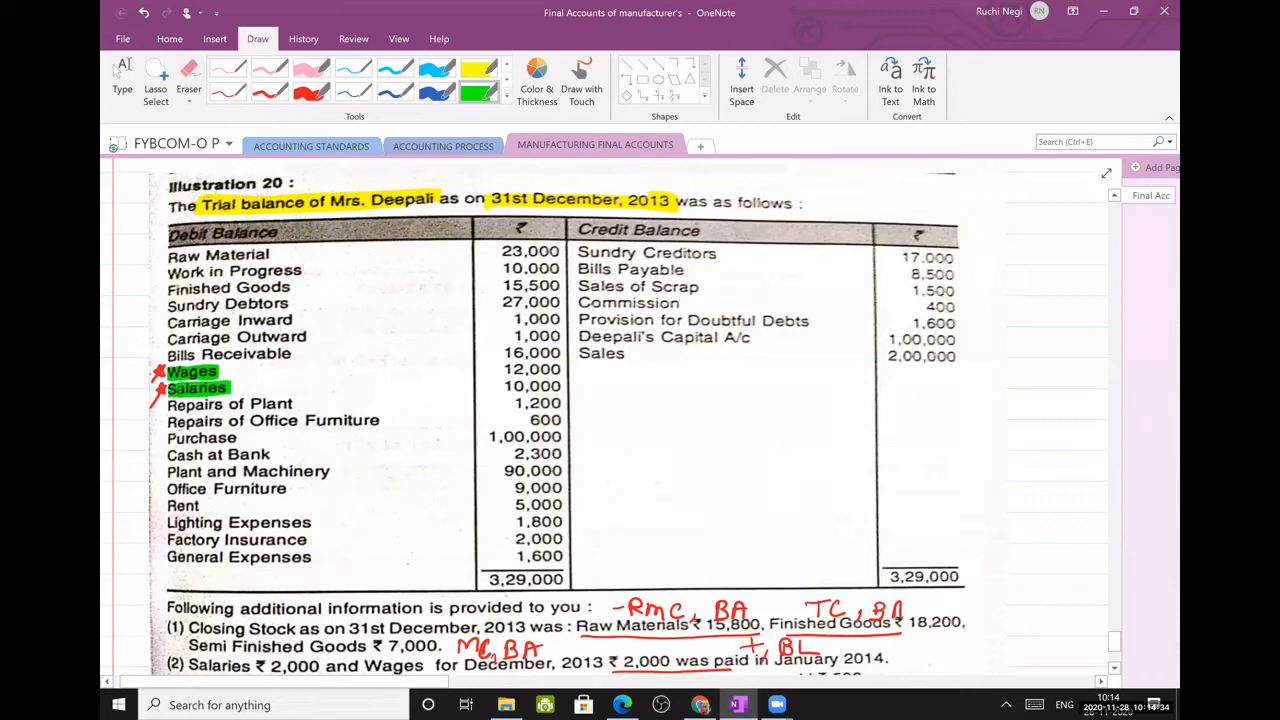 Final Accounts of manufacturer's - OneNote
Ruchi Negi RN
File Home Insert Draw History Review View Help
Type Lasso Select Eraser Color & Thickness Draw with Touch Insert Space Delete Arrange Rotate Ink to Text Ink to Math
Tools Shapes Edit Convert
FYBCOM-O P ACCOUNTING STANDARDS ACCOUNTING PROCESS MANUFACTURING FINAL ACCOUNTS + Search (Ctrl+E)
Add Pag
Final Acc
Illustration 20 :
The Trial balance of Mrs. Deepali as on 31st December, 2013 was as follows :
Debit Balance ₹ Credit Balance ₹
Raw Material 23,000 Sundry Creditors 17,000
Work in Progress 10,000 Bills Payable 8,500
Finished Goods 15,500 Sales of Scrap 1,500
Sundry Debtors 27,000 Commission 400
Carriage Inward 1,000 Provision for Doubtful Debts 1,600
Carriage Outward 1,000 Deepali's Capital A/c 1,00,000
Bills Receivable 16,000 Sales 2,00,000
Wages 12,000
Salaries 10,000
Repairs of Plant 1,200
Repairs of Office Furniture 600
Purchase 1,00,000
Cash at Bank 2,300
Plant and Machinery 90,000
Office Furniture 9,000
Rent 5,000
Lighting Expenses 1,800
Factory Insurance 2,000
General Expenses 1,600
3,29,000 3,29,000
Following additional information is provided to you : -RMC, BA TC, BA
(1) Closing Stock as on 31st December, 2013 was : Raw Materials ₹ 15,800, Finished Goods ₹ 18,200,
Semi Finished Goods ₹ 7,000. MC, BA +, BL
(2) Salaries ₹ 2,000 and Wages for December, 2013 ₹ 2,000 was paid in January 2014.
Search for anything
ENG
10:14
2020-11-28 10:14:34